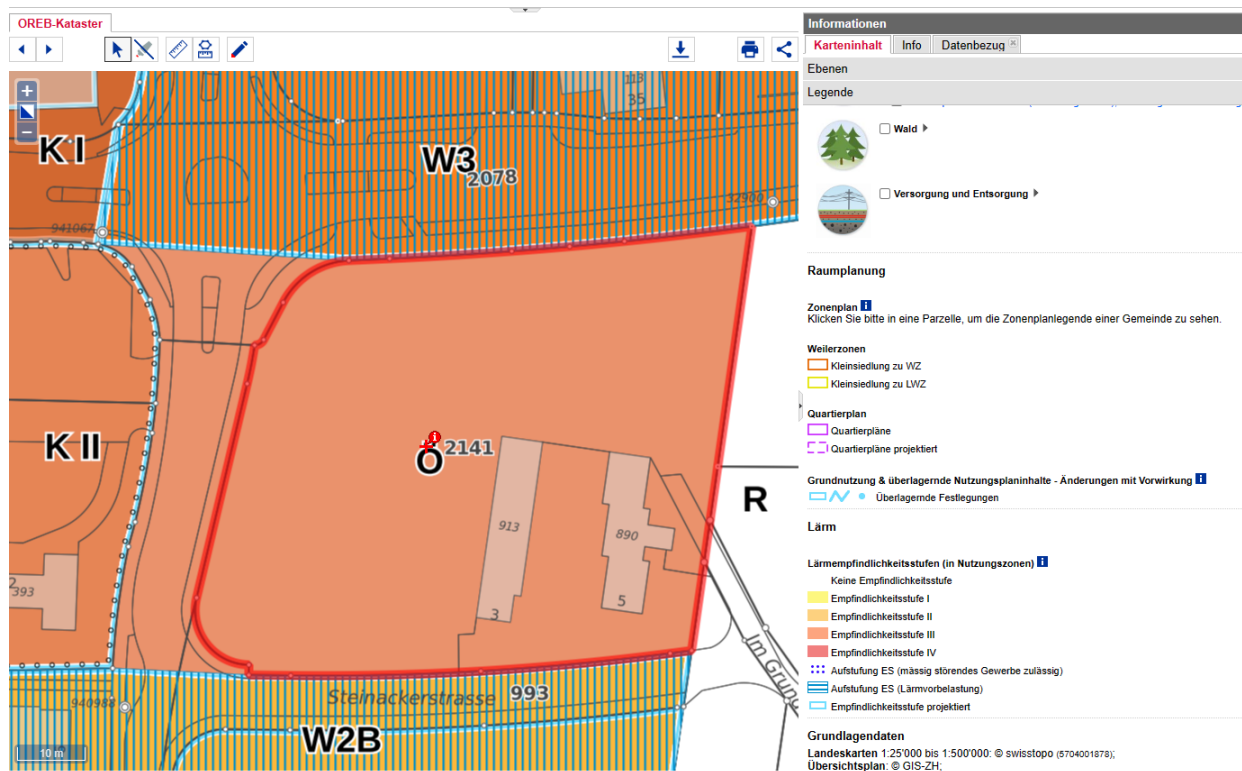 OREB-Kataster
113
35
K I
W3
2078
32900
941067
K II
Ö 2141
R
913
890
393
3
5
Im Grund
Steinackerstrasse 993
940988
W2B
10 m
Informationen
Karteninhalt
Info
Datenbezug
Ebenen
Legende
Wald
Versorgung und Entsorgung
Raumplanung
Zonenplan
Klicken Sie bitte in eine Parzelle, um die Zonenplanlegende einer Gemeinde zu sehen.
Weilerzonen
Kleinsiedlung zu WZ
Kleinsiedlung zu LWZ
Quartierplan
Quartierpläne
Quartierpläne projektiert
Grundnutzung & überlagernde Nutzungsplaninhalte - Änderungen mit Vorwirkung
Überlagernde Festlegungen
Lärm
Lärmempfindlichkeitsstufen (in Nutzungszonen)
Keine Empfindlichkeitsstufe
Empfindlichkeitsstufe I
Empfindlichkeitsstufe II
Empfindlichkeitsstufe III
Empfindlichkeitsstufe IV
Aufstufung ES (mässig störendes Gewerbe zulässig)
Aufstufung ES (Lärmvorbelastung)
Empfindlichkeitsstufe projektiert
Grundlagendaten
Landeskarten 1:25'000 bis 1:500'000: © swisstopo (5704001878);
Übersichtsplan: © GIS-ZH;